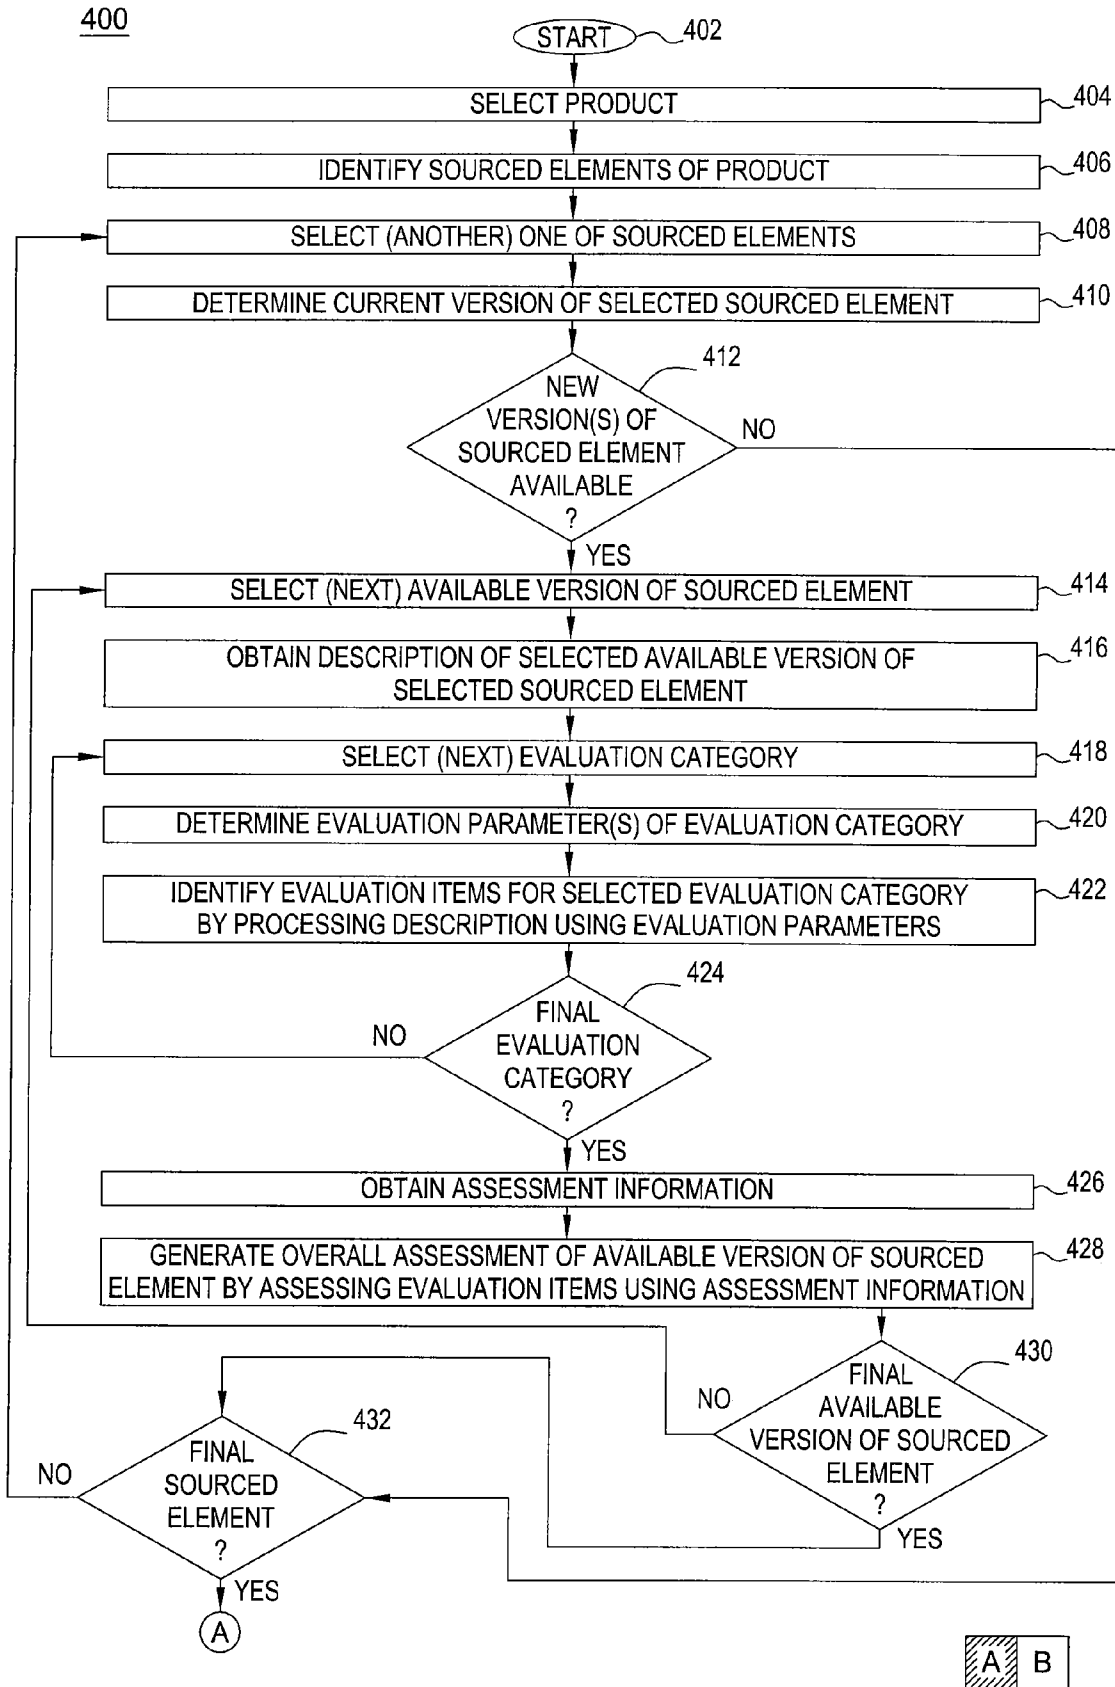 400
START
402
SELECT PRODUCT
404
IDENTIFY SOURCED ELEMENTS OF PRODUCT
406
SELECT (ANOTHER) ONE OF SOURCED ELEMENTS
408
DETERMINE CURRENT VERSION OF SELECTED SOURCED ELEMENT
410
412
NEW
VERSION(S) OF
SOURCED ELEMENT
AVAILABLE
?
NO
YES
SELECT (NEXT) AVAILABLE VERSION OF SOURCED ELEMENT
414
OBTAIN DESCRIPTION OF SELECTED AVAILABLE VERSION OF
SELECTED SOURCED ELEMENT
416
SELECT (NEXT) EVALUATION CATEGORY
418
DETERMINE EVALUATION PARAMETER(S) OF EVALUATION CATEGORY
420
IDENTIFY EVALUATION ITEMS FOR SELECTED EVALUATION CATEGORY
BY PROCESSING DESCRIPTION USING EVALUATION PARAMETERS
422
424
FINAL
EVALUATION
CATEGORY
?
NO
YES
OBTAIN ASSESSMENT INFORMATION
426
GENERATE OVERALL ASSESSMENT OF AVAILABLE VERSION OF SOURCED
ELEMENT BY ASSESSING EVALUATION ITEMS USING ASSESSMENT INFORMATION
428
430
FINAL
AVAILABLE
VERSION OF SOURCED
ELEMENT
?
NO
YES
432
FINAL
SOURCED
ELEMENT
?
NO
YES
A
A B